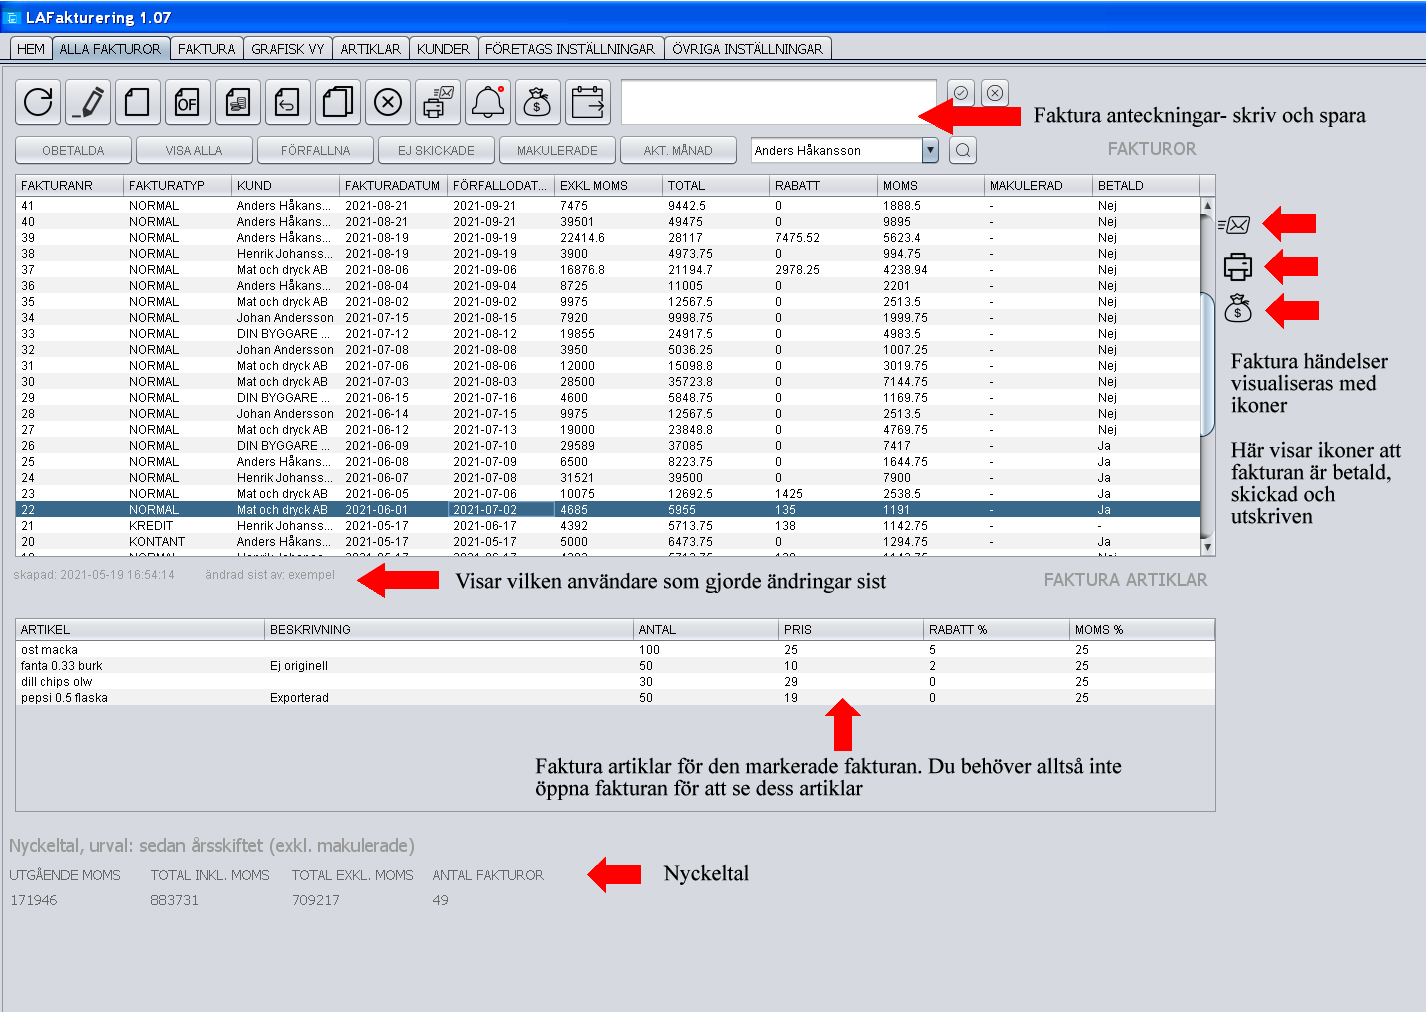 LAFakturering 1.07
HEM ALLA FAKTUROR FAKTURA GRAFISK VY ARTIKLAR KUNDER FÖRETAGS INSTÄLLNINGAR ÖVRIGA INSTÄLLNINGAR
OF
Faktura anteckningar- skriv och spara
OBETALDA VISA ALLA FÖRFALLNA EJ SKICKADE MAKULERADE AKT. MÅNAD Anders Håkansson FAKTUROR
FAKTURANR FAKTURATYP KUND FAKTURADATUM FÖRFALLODAT... EXKL MOMS TOTAL RABATT MOMS MAKULERAD BETALD
41 NORMAL Anders Håkans... 2021-08-21 2021-09-21 7475 9442.5 0 1888.5 - Nej
40 NORMAL Anders Håkans... 2021-08-21 2021-09-21 39501 49475 0 9895 - Nej
39 NORMAL Anders Håkans... 2021-08-19 2021-09-19 22414.6 28117 7475.52 5623.4 - Nej
38 NORMAL Henrik Johanss... 2021-08-19 2021-09-19 3900 4973.75 0 994.75 - Nej
37 NORMAL Mat och dryck AB 2021-08-06 2021-09-06 16876.8 21194.7 2978.25 4238.94 - Nej
36 NORMAL Anders Håkans... 2021-08-04 2021-09-04 8725 11005 0 2201 - Nej
35 NORMAL Mat och dryck AB 2021-08-02 2021-09-02 9975 12567.5 0 2513.5 - Nej
34 NORMAL Johan Andersson 2021-07-15 2021-08-15 7920 9998.75 0 1999.75 - Nej
33 NORMAL DIN BYGGARE ... 2021-07-12 2021-08-12 19855 24917.5 0 4983.5 - Nej
32 NORMAL Johan Andersson 2021-07-08 2021-08-08 3950 5036.25 0 1007.25 - Nej
31 NORMAL Mat och dryck AB 2021-07-06 2021-08-06 12000 15098.8 0 3019.75 - Nej
30 NORMAL Mat och dryck AB 2021-07-03 2021-08-03 28500 35723.8 0 7144.75 - Nej
29 NORMAL DIN BYGGARE ... 2021-06-15 2021-07-16 4600 5848.75 0 1169.75 - Nej
28 NORMAL Johan Andersson 2021-06-14 2021-07-15 9975 12567.5 0 2513.5 - Nej
27 NORMAL Mat och dryck AB 2021-06-12 2021-07-13 19000 23848.8 0 4769.75 - Nej
26 NORMAL DIN BYGGARE ... 2021-06-09 2021-07-10 29589 37085 0 7417 - Ja
25 NORMAL Anders Håkans... 2021-06-08 2021-07-09 6500 8223.75 0 1644.75 - Ja
24 NORMAL Henrik Johanss... 2021-06-07 2021-07-08 31521 39500 0 7900 - Ja
23 NORMAL Mat och dryck AB 2021-06-05 2021-07-06 10075 12692.5 1425 2538.5 - Ja
22 NORMAL Mat och dryck AB 2021-06-01 2021-07-02 4685 5955 135 1191 - Ja
21 KREDIT Henrik Johanss... 2021-05-17 2021-06-17 4392 5713.75 138 1142.75 - -
20 KONTANT Anders Håkans... 2021-05-17 2021-06-17 5000 6473.75 0 1294.75 - Ja
Faktura händelser
visualiseras med
ikoner
Här visar ikoner att
fakturan är betald,
skickad och
utskriven
skapad: 2021-05-19 16:54:14 ändrad sist av: exempel
Visar vilken användare som gjorde ändringar sist
FAKTURA ARTIKLAR
ARTIKEL BESKRIVNING ANTAL PRIS RABATT % MOMS %
ost macka 100 25 5 25
fanta 0.33 burk Ej originell 50 10 2 25
dill chips olw 30 29 0 25
pepsi 0.5 flaska Exporterad 50 19 0 25
Faktura artiklar för den markerade fakturan. Du behöver alltså inte
öppna fakturan för att se dess artiklar
Nyckeltal, urval: sedan årsskiftet (exkl. makulerade)
UTGÅENDE MOMS TOTAL INKL. MOMS TOTAL EXKL. MOMS ANTAL FAKTUROR
171946 883731 709217 49
Nyckeltal